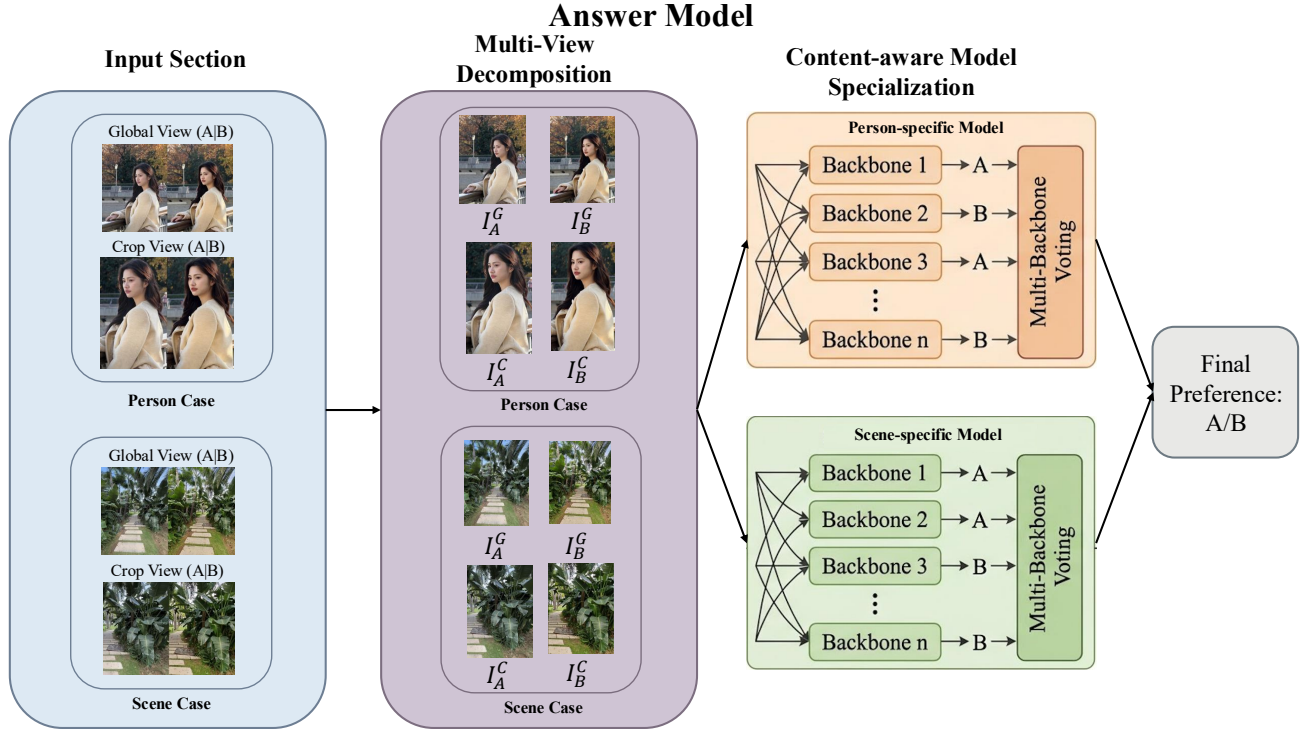 Answer Model
Input Section
Global View (A|B)
Crop View (A|B)
Person Case
Global View (A|B)
Crop View (A|B)
Scene Case
Multi-View
Decomposition
I_A^G
I_B^G
I_A^C
I_B^C
Person Case
I_A^G
I_B^G
I_A^C
I_B^C
Scene Case
Content-aware Model
Specialization
Person-specific Model
Backbone 1
A
Backbone 2
B
Backbone 3
A
⋮
Backbone n
B
Multi-Backbone
Voting
Scene-specific Model
Backbone 1
A
Backbone 2
A
Backbone 3
B
⋮
Backbone n
B
Multi-Backbone
Voting
Final
Preference:
A/B